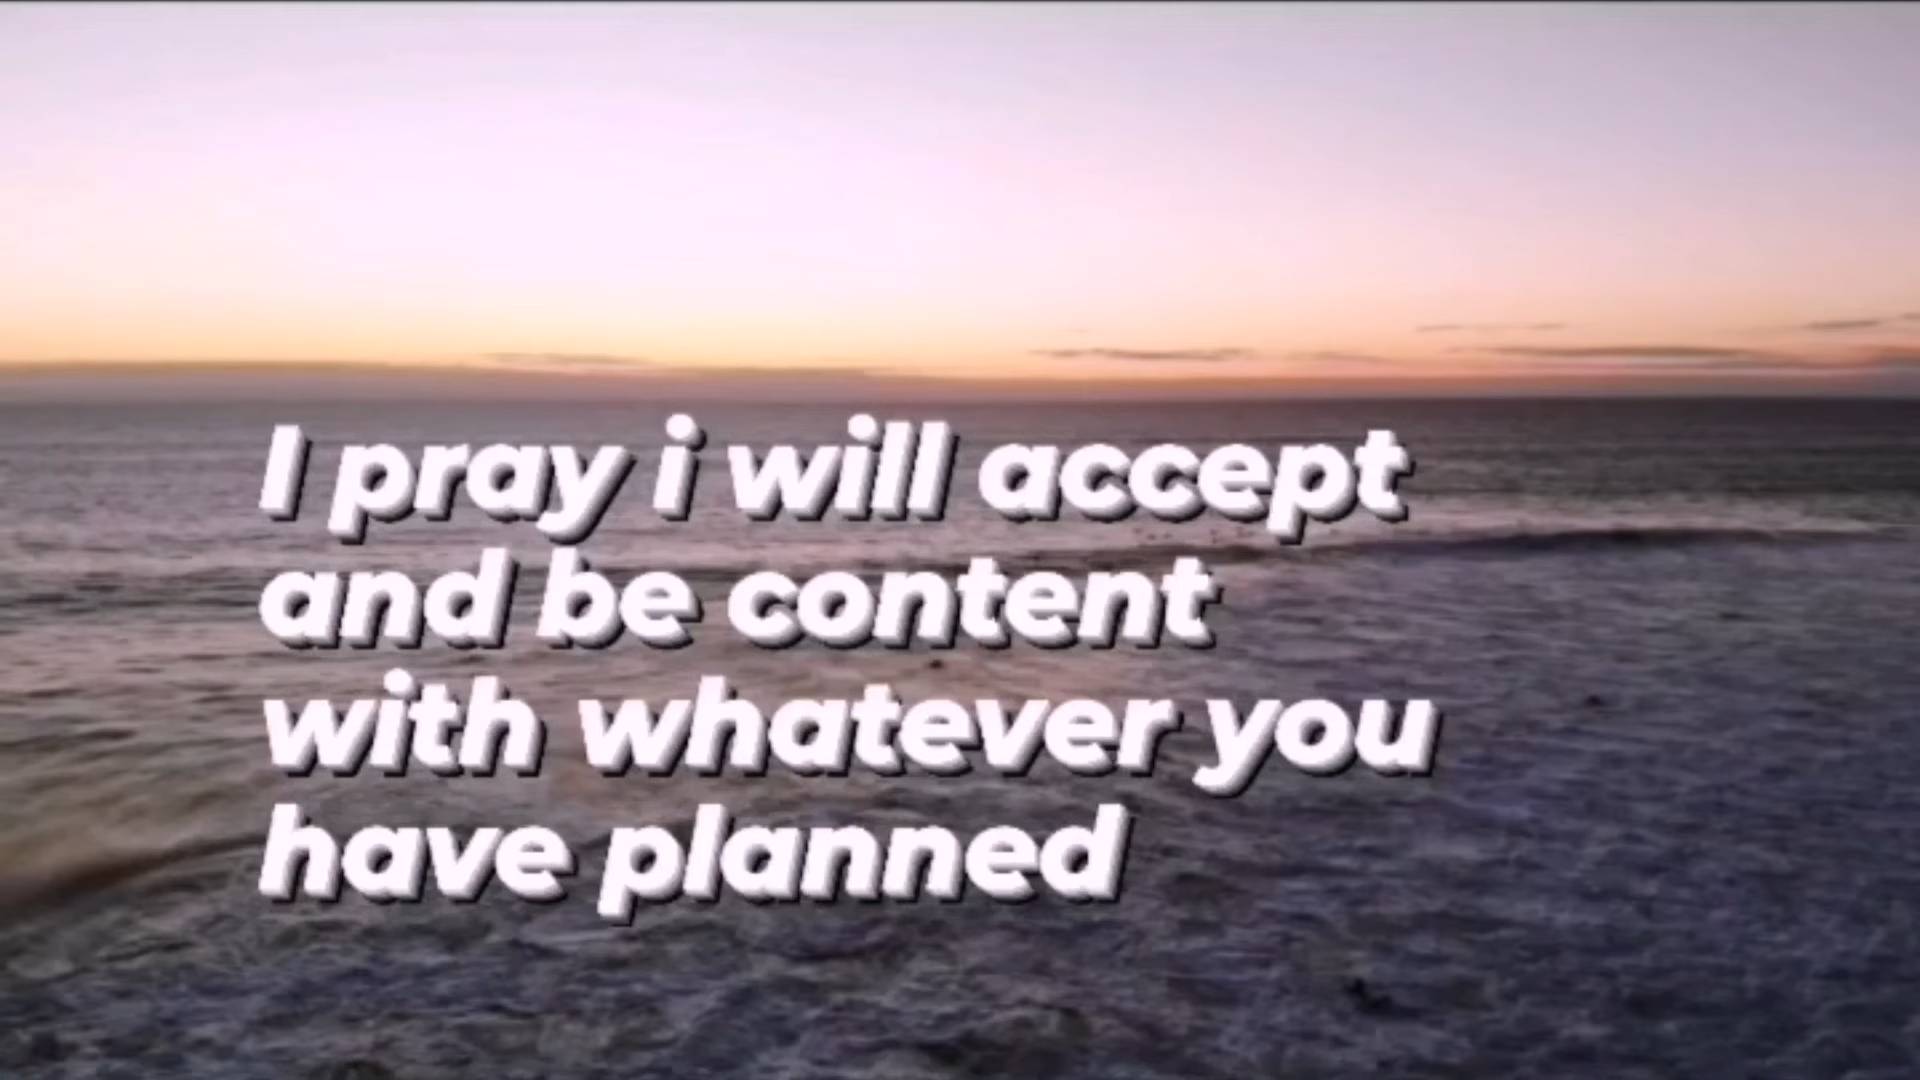 I pray i will accept
and be content
with whatever you
have planned